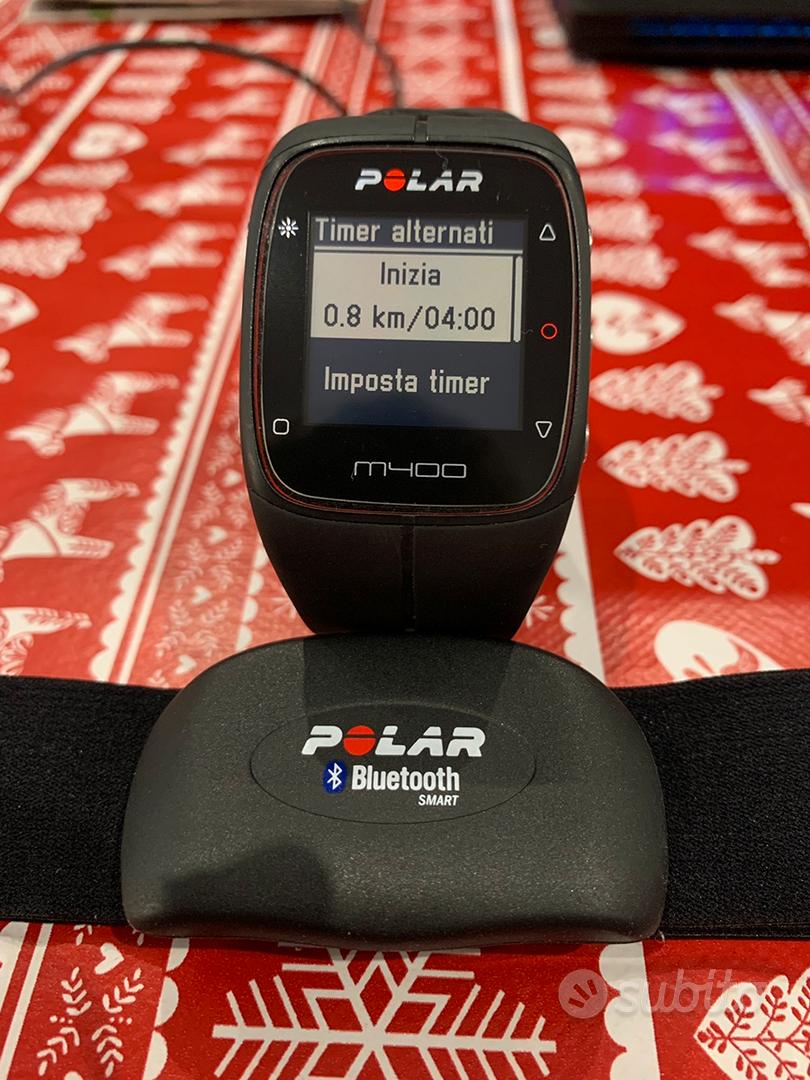 POLAR
Timer alternati
Inizia
0.8 km/04:00
Imposta timer
M400
POLAR
Bluetooth
SMART
subito